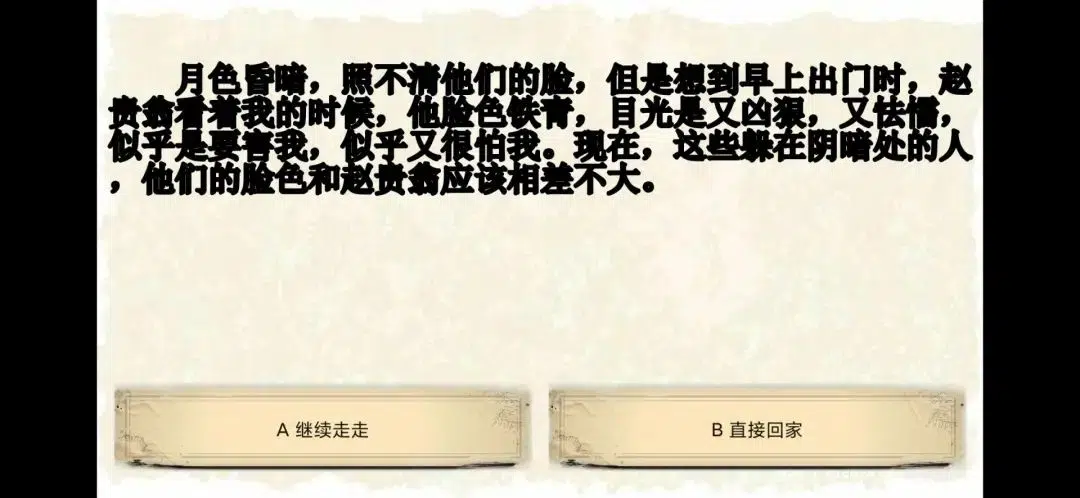 月色昏暗，照不清他们的脸，但是想到早上出门时，赵
贵翁看着我的时候，他脸色铁青，目光是又凶狠，又怯懦，
似乎是要害我，似乎又很怕我。现在，这些躲在阴暗处的人
，他们的脸色和赵贵翁应该相差不大。
A 继续走走
B 直接回家